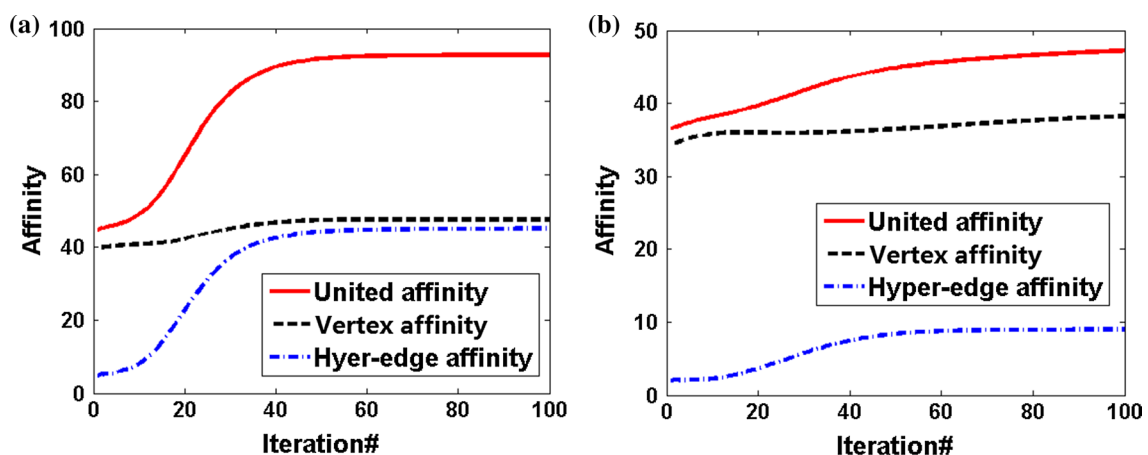 (a)
100
80
60
40
20
0
Affinity
United affinity
Vertex affinity
Hyer-edge affinity
0 20 40 60 80 100
Iteration#
(b)
50
40
30
20
10
0
Affinity
United affinity
Vertex affinity
Hyper-edge affinity
0 20 40 60 80 100
Iteration#